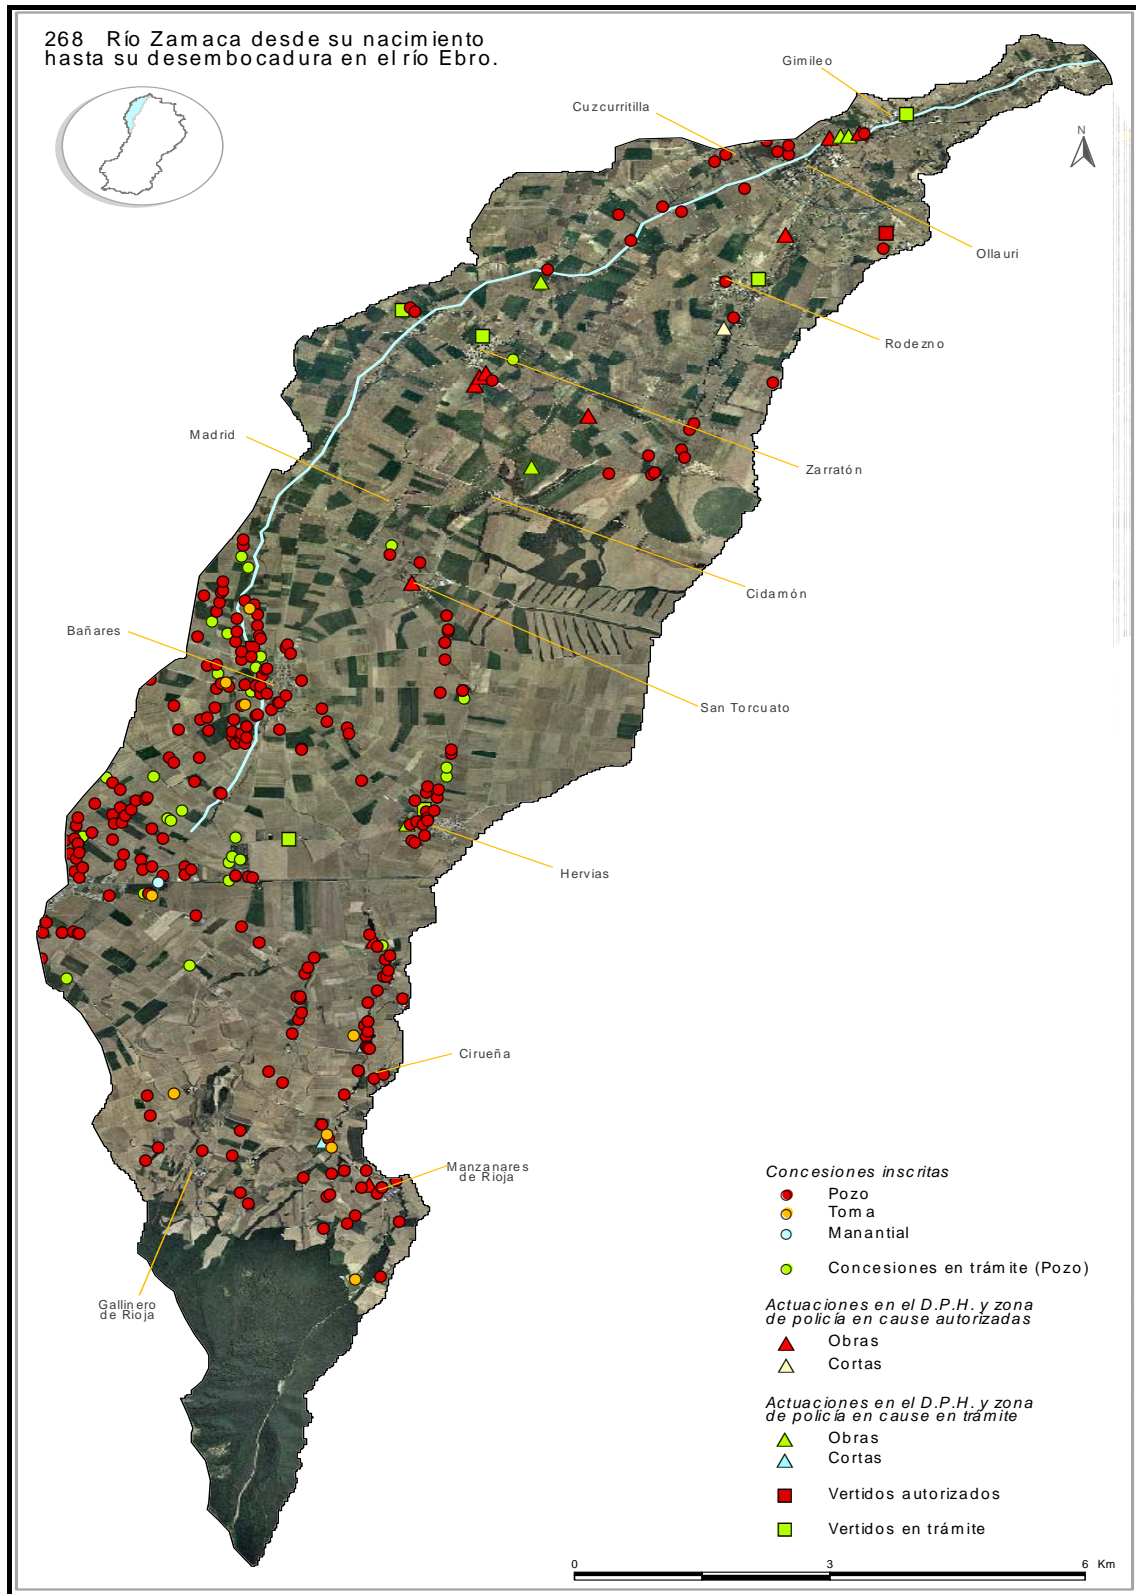 268 Río Zamaca desde su nacimiento
hasta su desembocadura en el río Ebro.
Gimileo
Cuzcurritilla
N
Ollauri
Rodezno
Madrid
Zarratón
Cidamón
Bañares
San Torcuato
Hervias
Cirueña
Manzanares
de Rioja
Gallinero
de Rioja
Concesiones inscritas
Pozo
Toma
Manantial
Concesiones en trámite (Pozo)
Actuaciones en el D.P.H. y zona
de policía en cause autorizadas
Obras
Cortas
Actuaciones en el D.P.H. y zona
de policía en cause en trámite
Obras
Cortas
Vertidos autorizados
Vertidos en trámite
0 3 6 Km